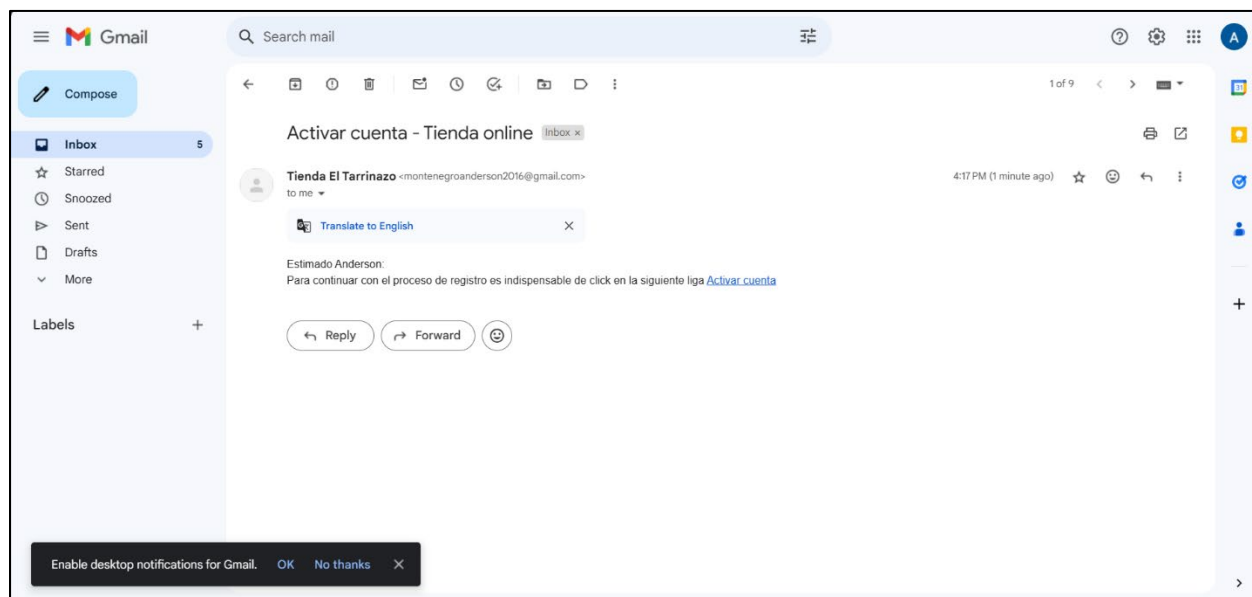 Gmail
Search mail
A
Compose
1 of 9
31
Activar cuenta - Tienda online Inbox ×
Inbox 5
Starred
Snoozed
Sent
Drafts
More
Labels
Tienda El Tarrinazo <montenegroanderson2016@gmail.com>
4:17 PM (1 minute ago)
to me
Translate to English
Estimado Anderson:
Para continuar con el proceso de registro es indispensable de click en la siguiente liga Activar cuenta
Reply
Forward
Enable desktop notifications for Gmail. OK No thanks